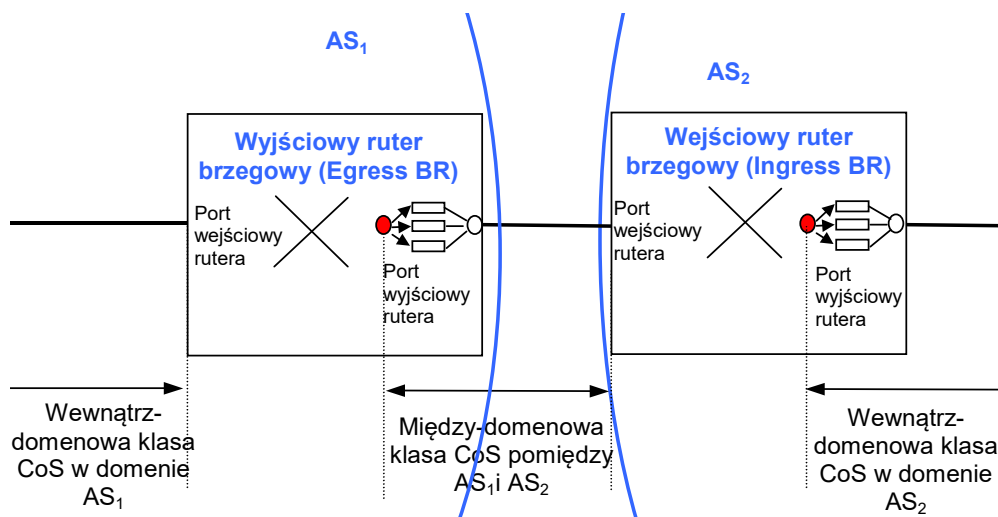 AS1
AS2
Wyjściowy ruter
brzegowy (Egress BR)
Wejściowy ruter
brzegowy (Ingress BR)
Port
wejściowy
rutera
Port
wyjściowy
rutera
Port
wejściowy
rutera
Port
wyjściowy
rutera
Wewnątrz-
domenowa klasa
CoS w domenie
AS1
Między-domenowa
klasa CoS pomiędzy
AS1i AS2
Wewnątrz-
domenowa klasa
CoS w domenie
AS2